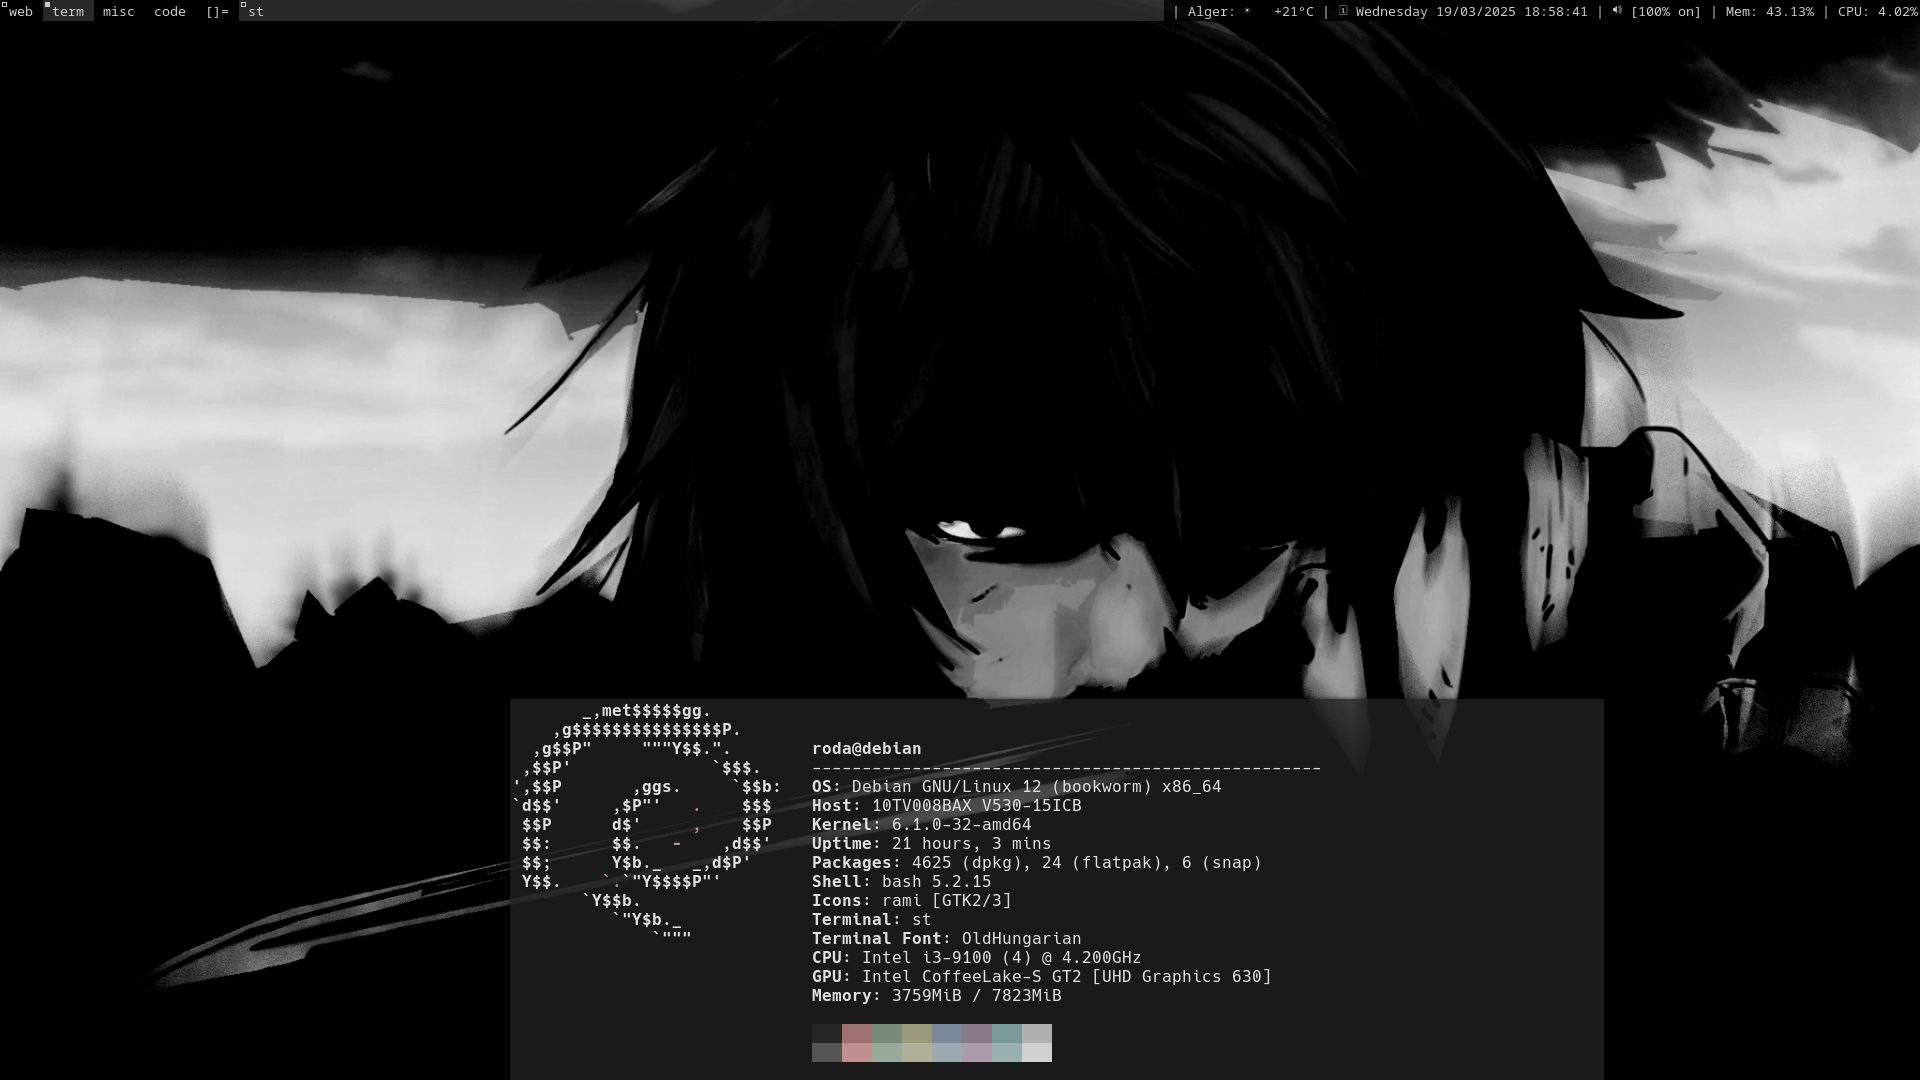 web term misc code []= st | Alger: ☀ +21°C | Wednesday 19/03/2025 18:58:41 | 🔊 [100% on] | Mem: 43.13% | CPU: 4.02%
_,met$$$$$gg.
,g$$$$$$$$$$$$$$$P.
,g$$P"     """Y$$.". roda@debian
,$$P'              `$$$. ---------------------------------------------------
',$$P       ,ggs.     `$$b: OS: Debian GNU/Linux 12 (bookworm) x86_64
`d$$'     ,$P"'   .    $$$ Host: 10TV008BAX V530-15ICB
$$P      d$'     ,    $$P Kernel: 6.1.0-32-amd64
$$:      $$.   -    ,d$$' Uptime: 21 hours, 3 mins
$$;      Y$b._   _,d$P' Packages: 4625 (dpkg), 24 (flatpak), 6 (snap)
Y$$.    `.`"Y$$$$P"' Shell: bash 5.2.15
`Y$$b. Icons: rami [GTK2/3]
Terminal: st
`"Y$b._ Terminal Font: OldHungarian
`""" CPU: Intel i3-9100 (4) @ 4.200GHz
GPU: Intel CoffeeLake-S GT2 [UHD Graphics 630]
Memory: 3759MiB / 7823MiB